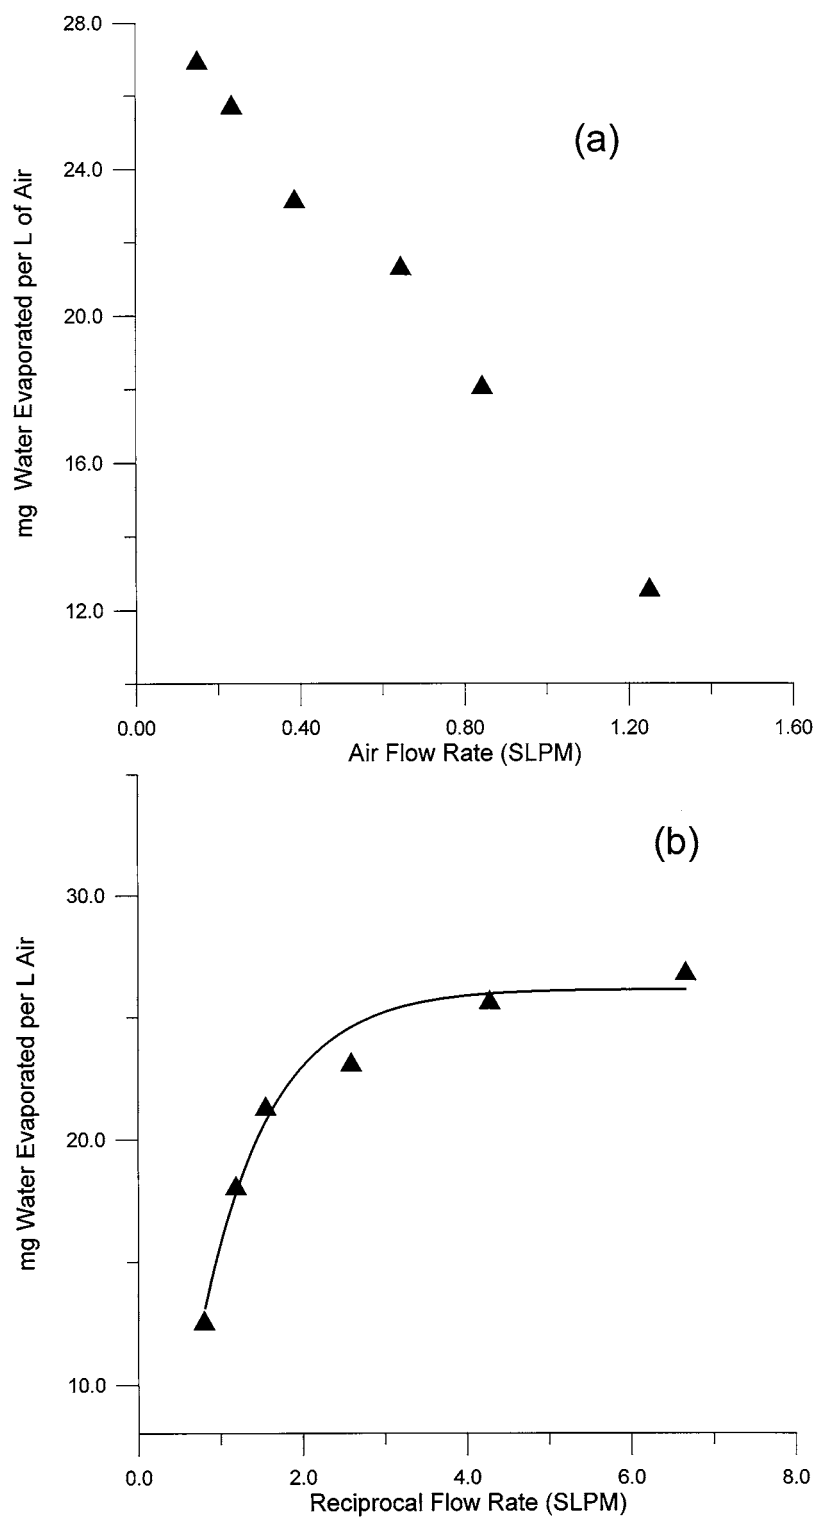 28.0
(a)
24.0
20.0
16.0
12.0
mg Water Evaporated per L of Air
0.00 0.40 0.80 1.20 1.60
Air Flow Rate (SLPM)
(b)
30.0
20.0
10.0
mg Water Evaporated per L Air
0.0 2.0 4.0 6.0 8.0
Reciprocal Flow Rate (SLPM)